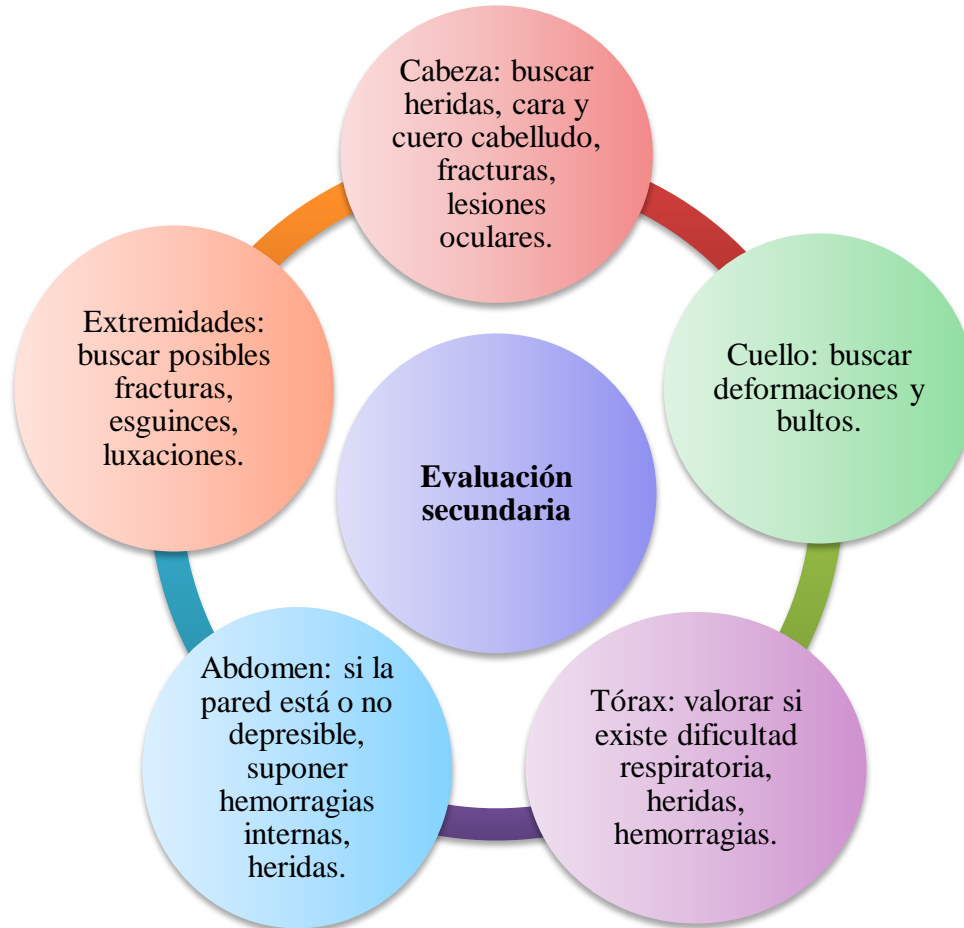 Cabeza: buscar
heridas, cara y
cuero cabelludo,
fracturas,
lesiones
oculares.
Cuello: buscar
deformaciones y
bultos.
Tórax: valorar si
existe dificultad
respiratoria,
heridas,
hemorragias.
Abdomen: si la
pared está o no
depresible,
suponer
hemorragias
internas,
heridas.
Extremidades:
buscar posibles
fracturas,
esguinces,
luxaciones.
Evaluación
secundaria